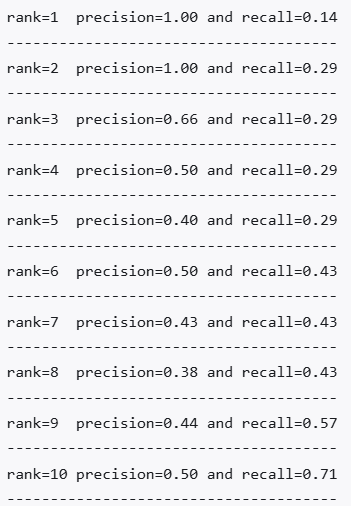 rank=1  precision=1.00 and recall=0.14
--------------------------------------
rank=2  precision=1.00 and recall=0.29
--------------------------------------
rank=3  precision=0.66 and recall=0.29
--------------------------------------
rank=4  precision=0.50 and recall=0.29
--------------------------------------
rank=5  precision=0.40 and recall=0.29
--------------------------------------
rank=6  precision=0.50 and recall=0.43
--------------------------------------
rank=7  precision=0.43 and recall=0.43
--------------------------------------
rank=8  precision=0.38 and recall=0.43
--------------------------------------
rank=9  precision=0.44 and recall=0.57
--------------------------------------
rank=10 precision=0.50 and recall=0.71
--------------------------------------